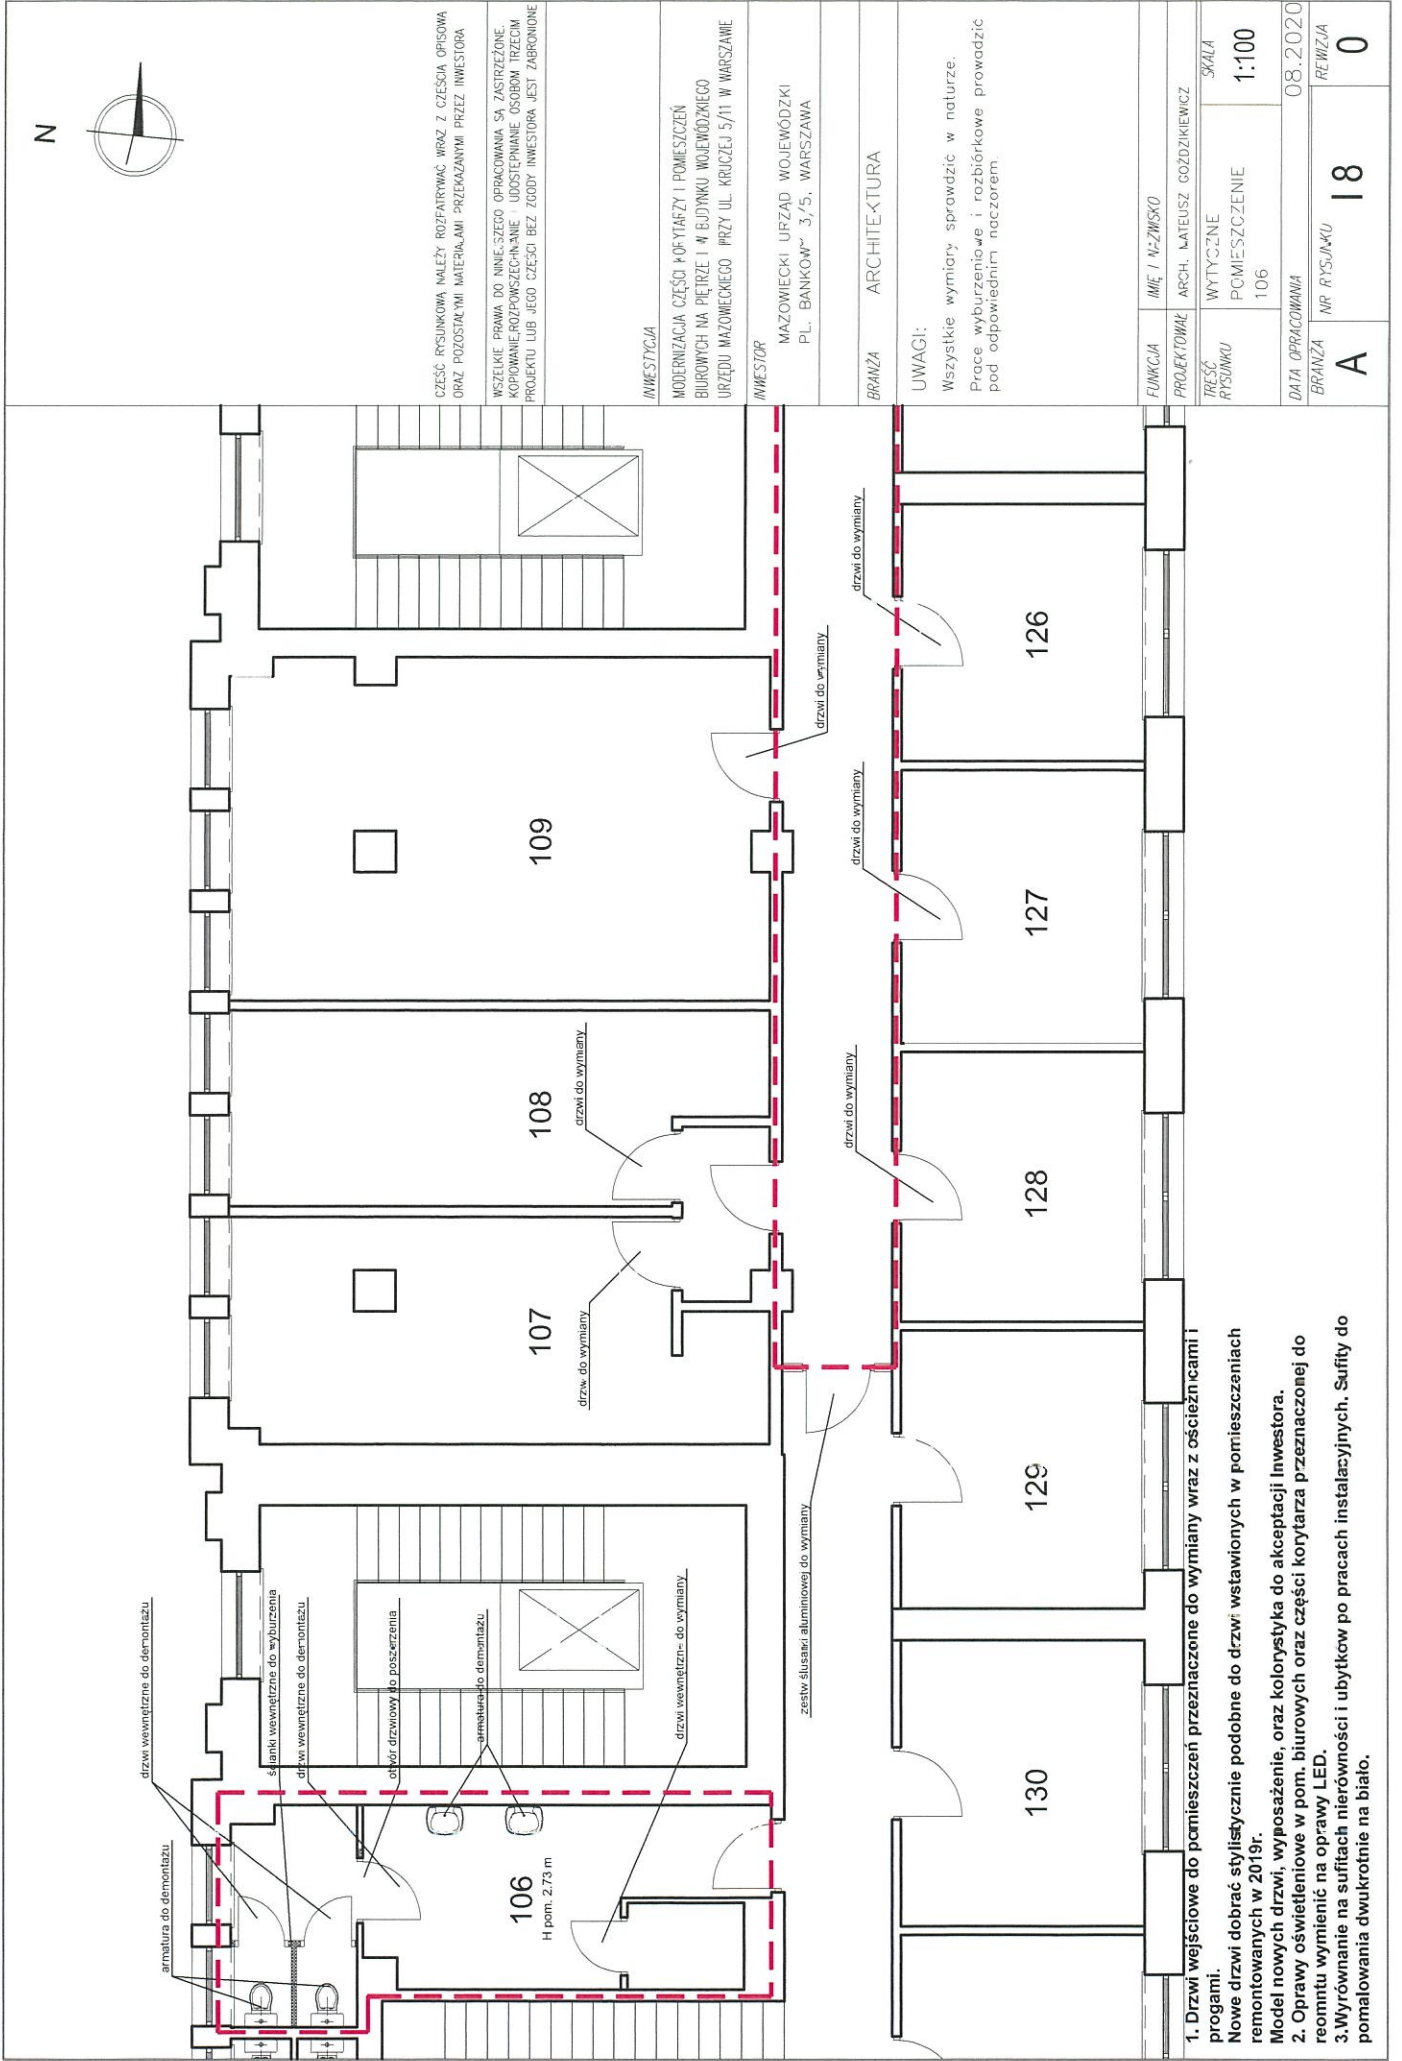 N
CZEŚĆ RYSUNKOWĄ NALEŻY ROZPATRYWAĆ WRAZ Z CZEŚCIĄ OPISOWĄ
ORAZ POZOSTAŁYMI MATERIAŁAMI PRZEKAZANYMI PRZEZ INWESTORA
WSZELKIE PRAWA DO NINIEJSZEGO OPRACOWANIA SĄ ZASTRZEŻONE.
KOPIOWANIE,ROZPOWSZECHNIANIE I UDOSTĘPNIANIE OSOBOM TRZECIM
PROJEKTU LUB JEGO CZĘŚCI BEZ ZGODY INWESTORA JEST ZABRONIONE
INWESTYCJA
MODERNIZACJA CZĘŚCI KORYTARZY I POMIESZCZEŃ
BIUROWYCH NA PIĘTRZE I W BUDYNKU WOJEWÓDZKIEGO
URZĘDU MAZOWIECKIEGO PRZY UL. KRUCZEJ 5/11 W WARSZAWIE
INWESTOR
MAZOWIECKI URZĄD WOJEWÓDZKI
PL. BANKOWY 3/5, WARSZAWA
BRANŻA ARCHITEKTURA
UWAGI:
Wszystkie wymiary sprawdzić w naturze.
Prace wyburzeniowe i rozbiórkowe prowadzić
pod odpowiednim naczorem.
FUNKCJA IMIĘ I NAZWISKO
PROJEKTOWAŁ ARCH. MATEUSZ GOŹDZIKIEWICZ
TREŚĆ
RYSUNKU
WYTYCZNE
POMIESZCZENIE
106
SKALA
1:100
DATA OPRACOWANIA 08.2020
BRANŻA
A
NR RYSUNKU
I8
REWIZJA
0
armatura do demontażu
drzwi wewnętrzne do demontażu
ścianki wewnętrzne do wyburzenia
drzwi wewnętrzne do demontażu
otwór drzwiowy do poszerzenia
armatura do demontażu
drzwi wewnętrzne do wymiany
106
H pom. 2.73 m
107
drzwi do wymiany
108
drzwi do wymiany
109
drzwi do wymiany
zestw ślusarki aluminiowej do wymiany
130
129
128
drzwi do wymiany
127
drzwi do wymiany
126
drzwi do wymiany
1. Drzwi wejściowe do pomieszczeń przeznaczone do wymiany wraz z ościeżnicami i
progami.
Nowe drzwi dobrać stylistycznie podobne do drzwi wstawionych w pomieszczeniach
remontowanych w 2019r.
Model nowych drzwi, wyposażenie, oraz kolorystyka do akceptacji Inwestora.
2. Oprawy oświetleniowe w pom. biurowych oraz części korytarza przeznaczonej do
reomntu wymienić na oprawy LED.
3.Wyrównanie na sufitach nierówności i ubytków po pracach instalacyjnych. Sufity do
pomalowania dwukrotnie na biało.